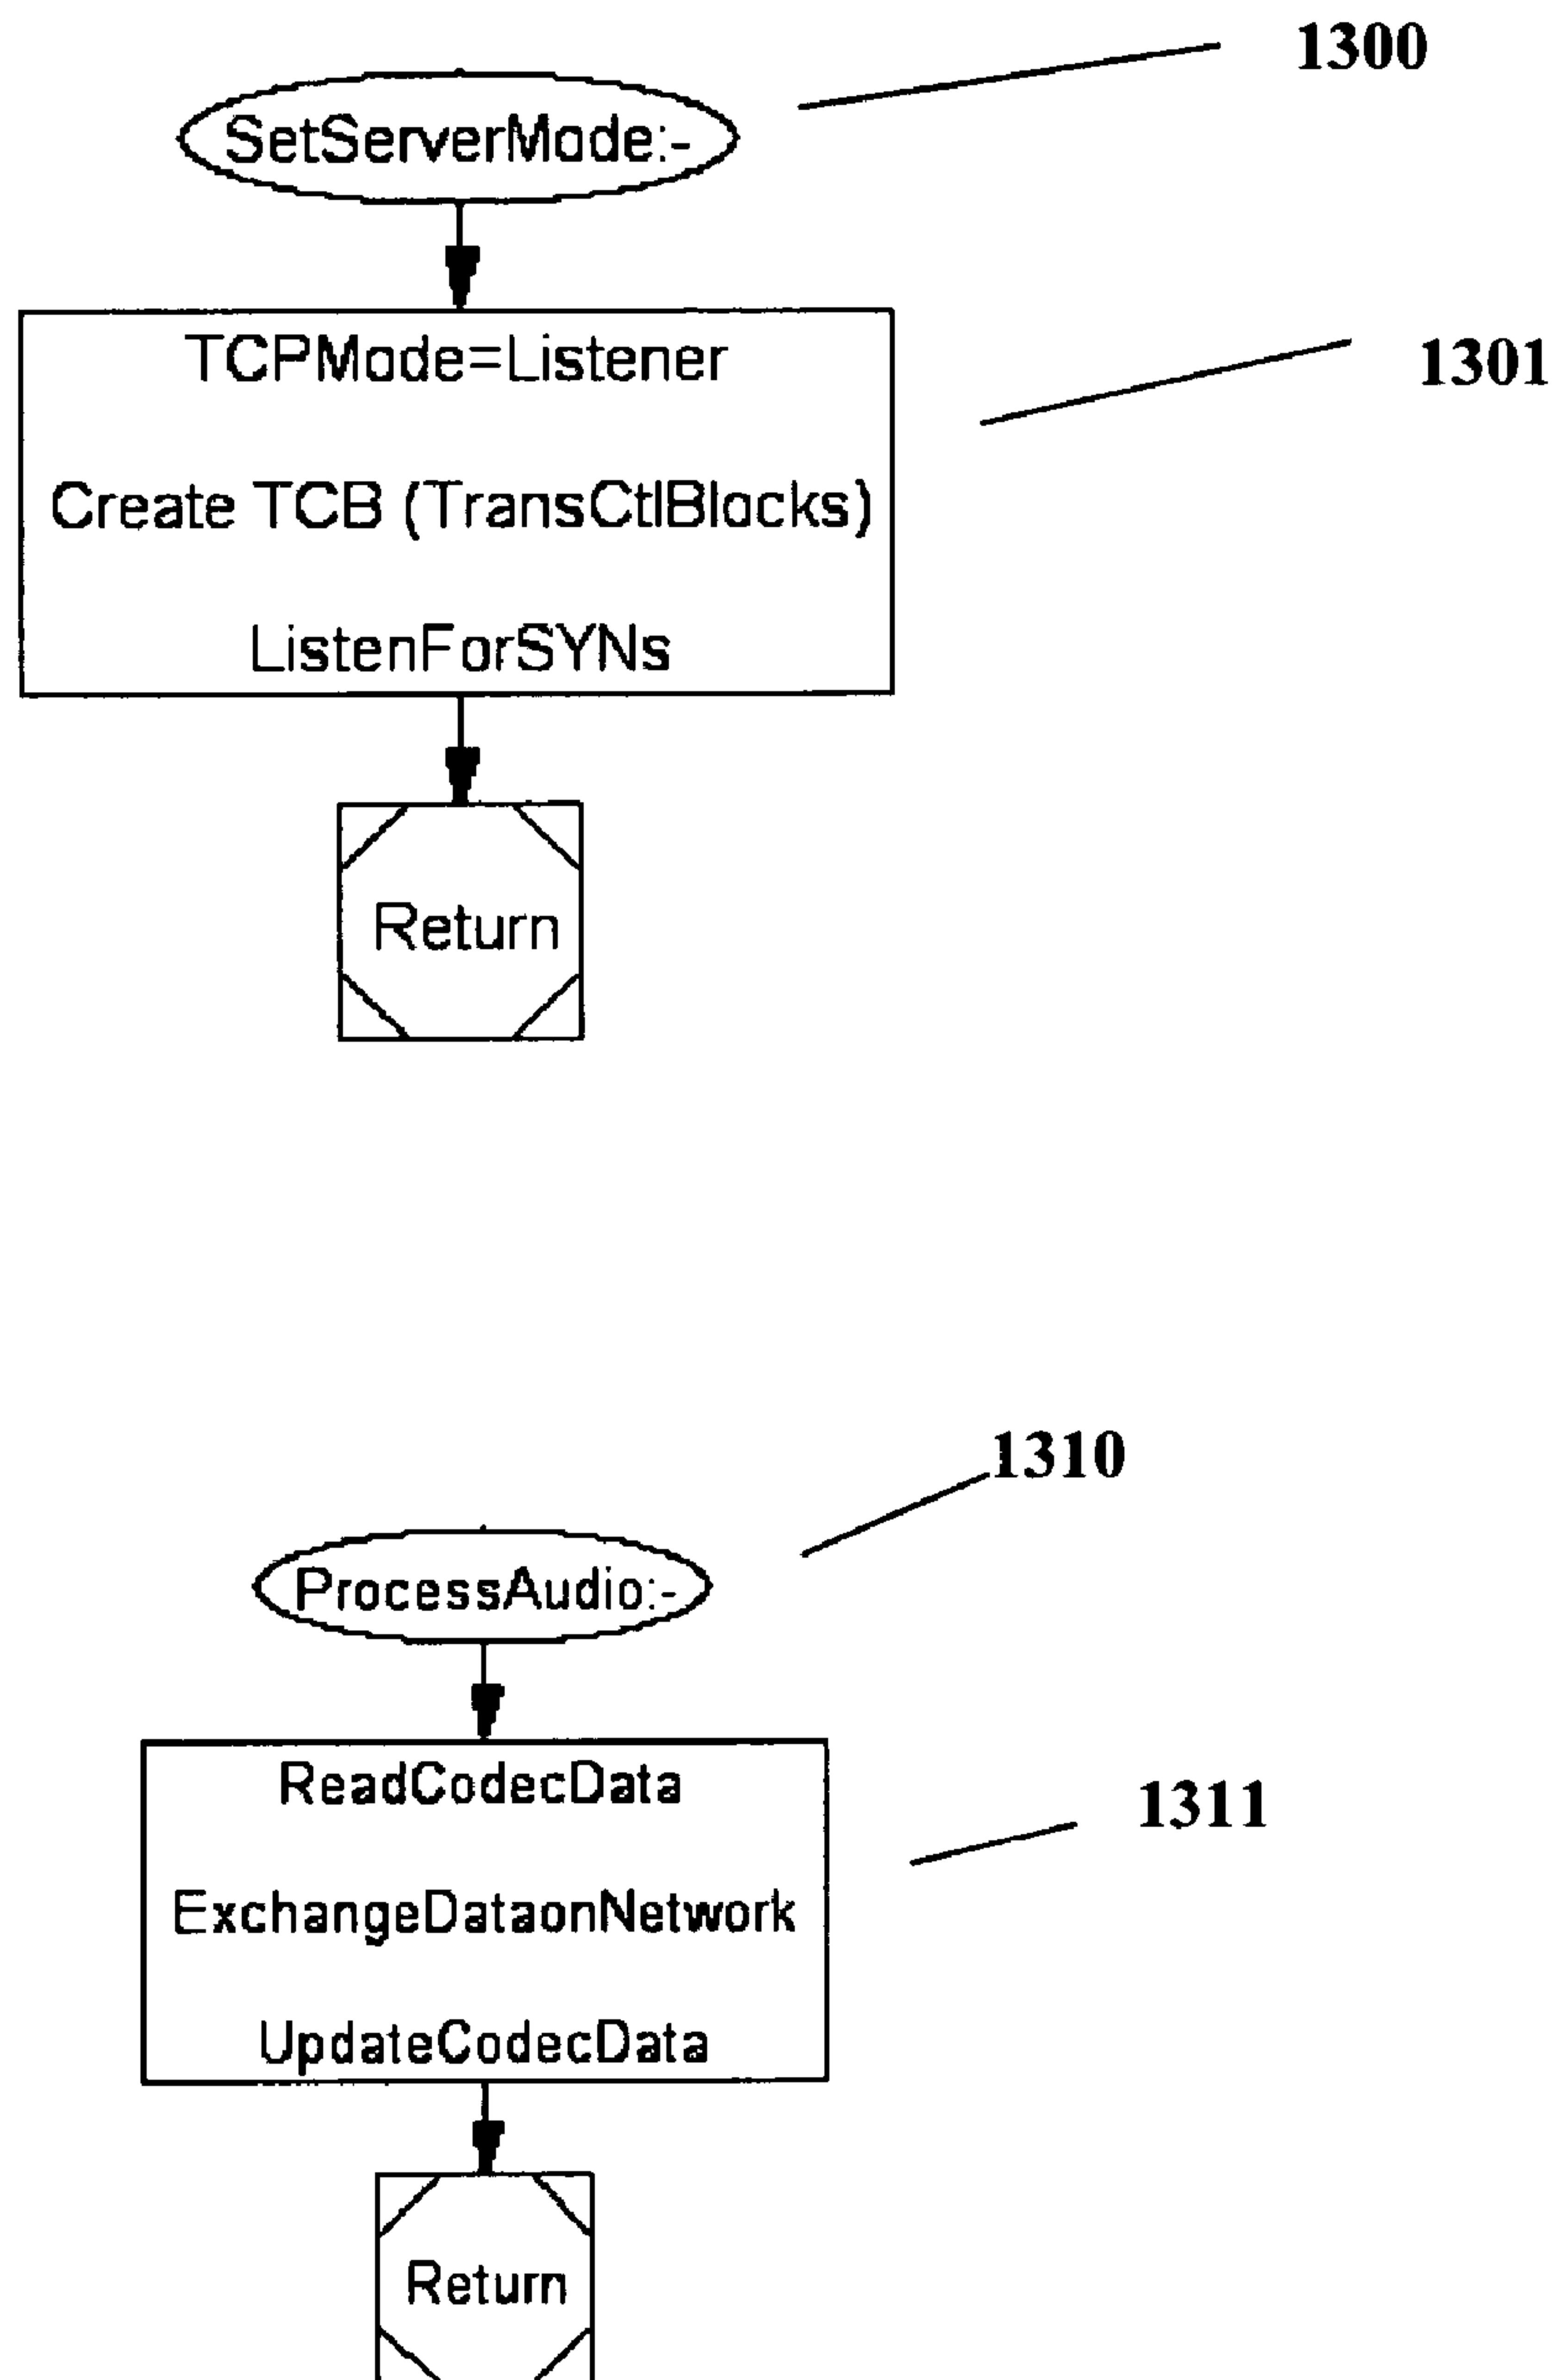 1300
SetServerMode:-
TCPMode=Listener
1301
Create TCB (TransCtlBlocks)
ListenForSYNs
Return
1310
ProcessAudio:-
ReadCodecData
1311
ExchangeDataonNetwork
UpdateCodecData
Return